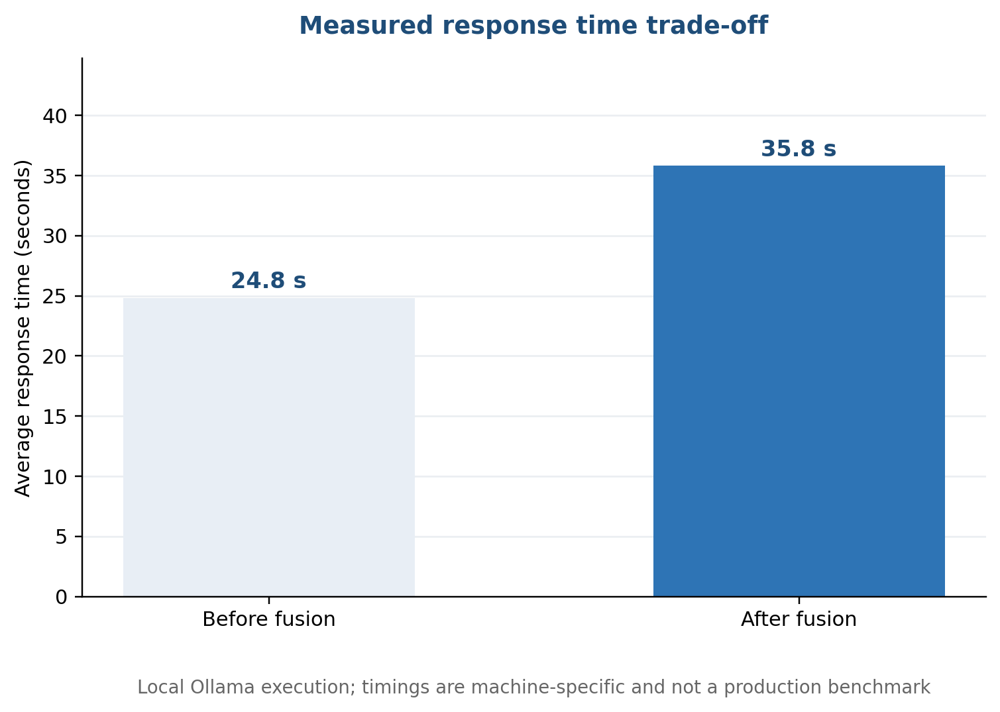 Measured response time trade-off
Average response time (seconds)
40
35
30
25
20
15
10
5
0
24.8 s
35.8 s
Before fusion
After fusion
Local Ollama execution; timings are machine-specific and not a production benchmark